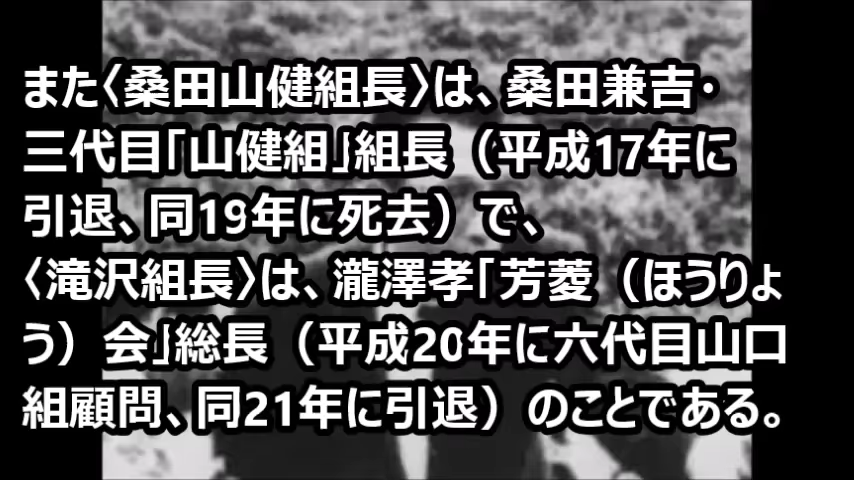 また〈桑田山健組長〉は、桑田兼吉・
三代目「山健組」組長（平成17年に
引退、同19年に死去）で、
〈滝沢組長〉は、瀧澤孝「芳菱（ほうりょ
う）会」総長（平成20年に六代目山口
組顧問、同21年に引退）のことである。